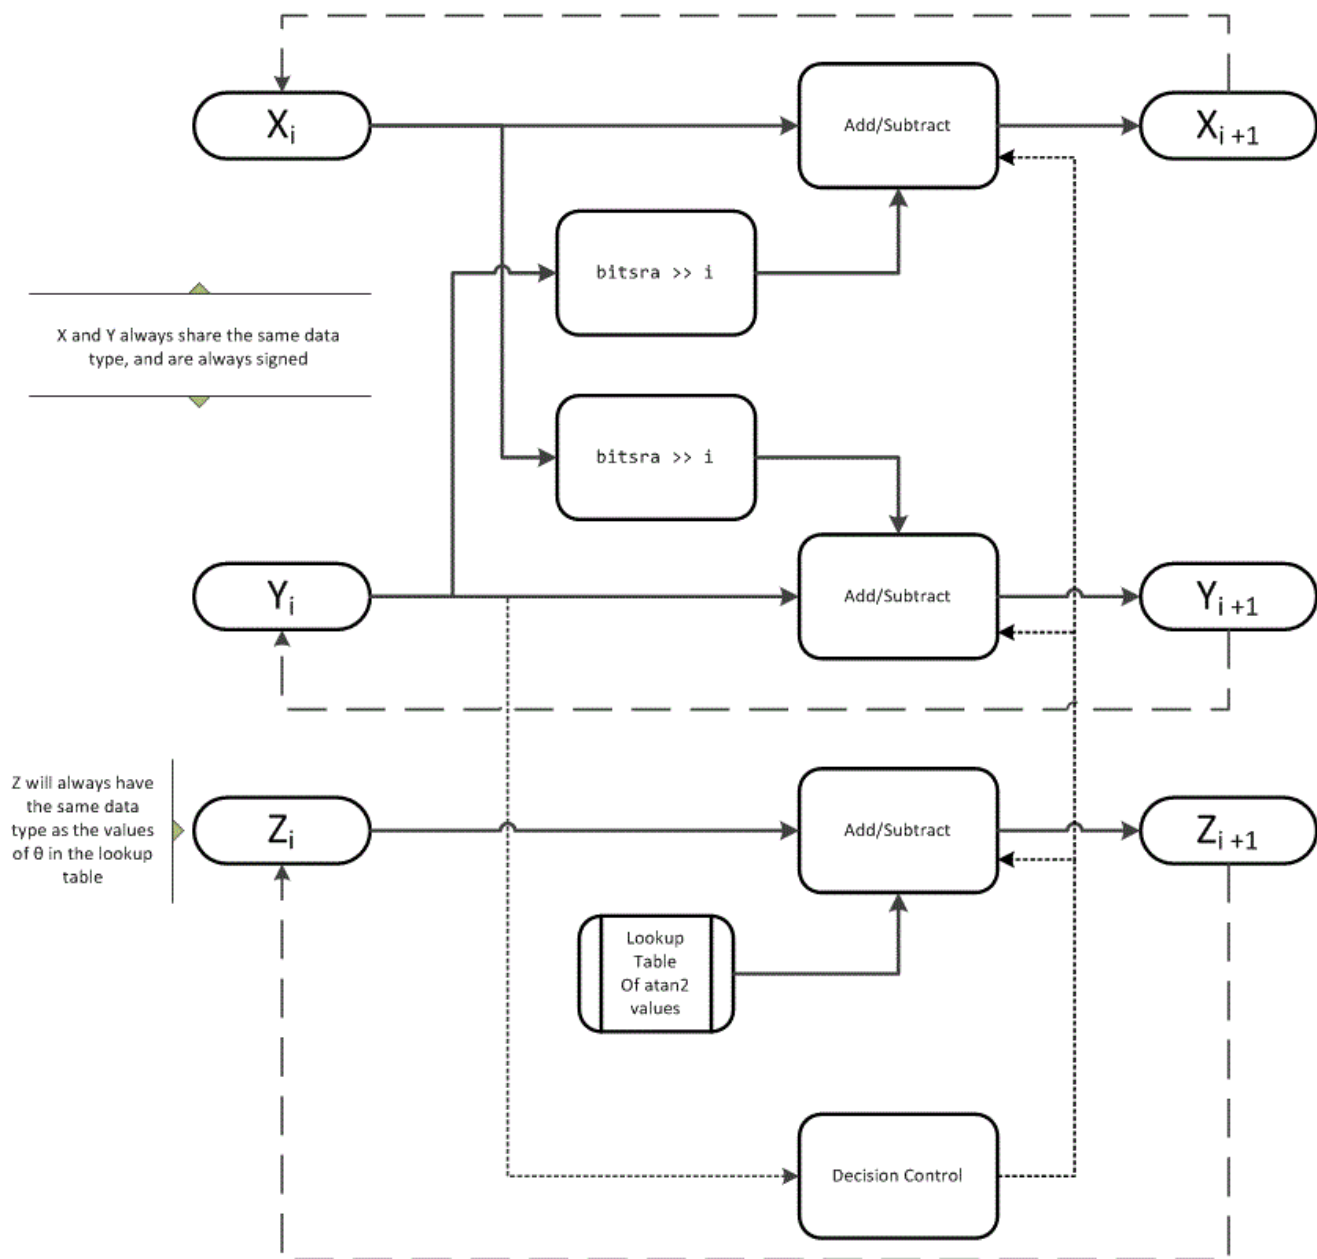 Xᵢ
Add/Subtract
Xᵢ₊₁
bitsra >> i
X and Y always share the same data
type, and are always signed
bitsra >> i
Yᵢ
Add/Subtract
Yᵢ₊₁
Z will always have
the same data
type as the values
of θ in the lookup
table
Zᵢ
Add/Subtract
Zᵢ₊₁
Lookup
Table
Of atan2
values
Decision Control